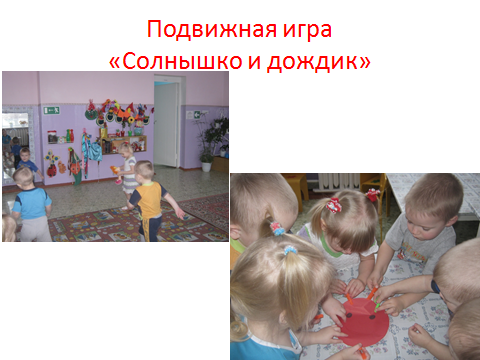 Подвижная игра
«Солнышко и дождик»